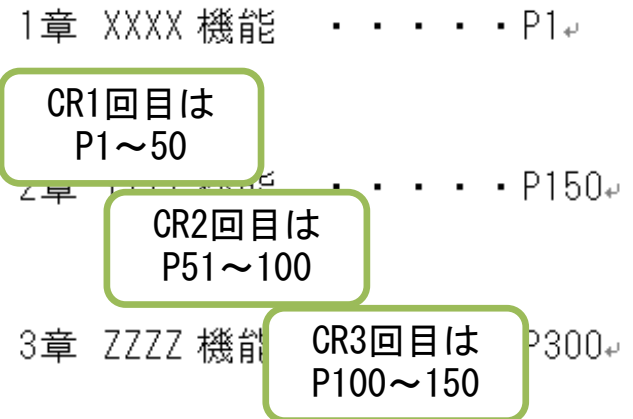 1章 XXXX 機能 ・・・・・P1
CR1回目は
P1～50
2章 機能 ・・・・・P150
CR2回目は
P51～100
3章 ZZZZ 機能 P300
CR3回目は
P100～150